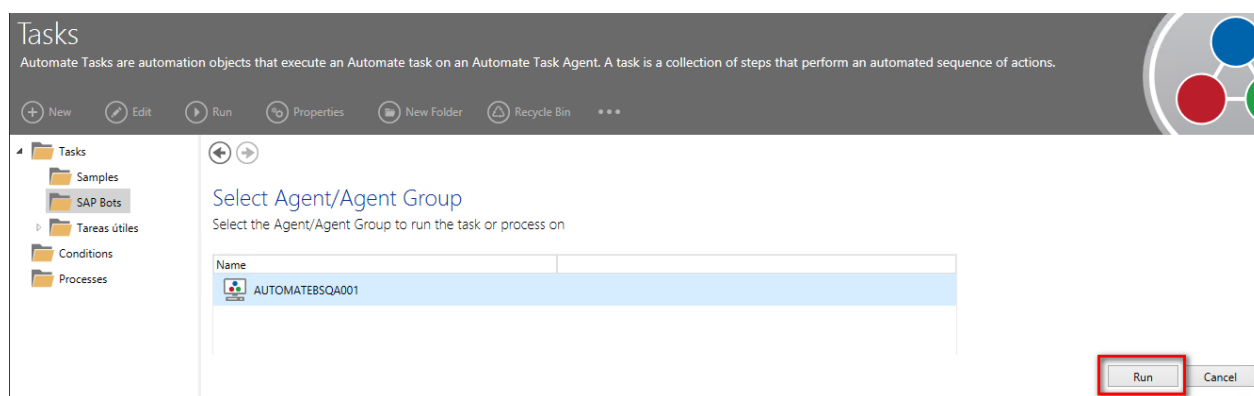 Tasks
Automate Tasks are automation objects that execute an Automate task on an Automate Task Agent. A task is a collection of steps that perform an automated sequence of actions.
New Edit Run Properties New Folder Recycle Bin
Tasks
Samples
SAP Bots
Tareas útiles
Conditions
Processes
Select Agent/Agent Group
Select the Agent/Agent Group to run the task or process on
Name
AUTOMATEBSQA001
Run Cancel